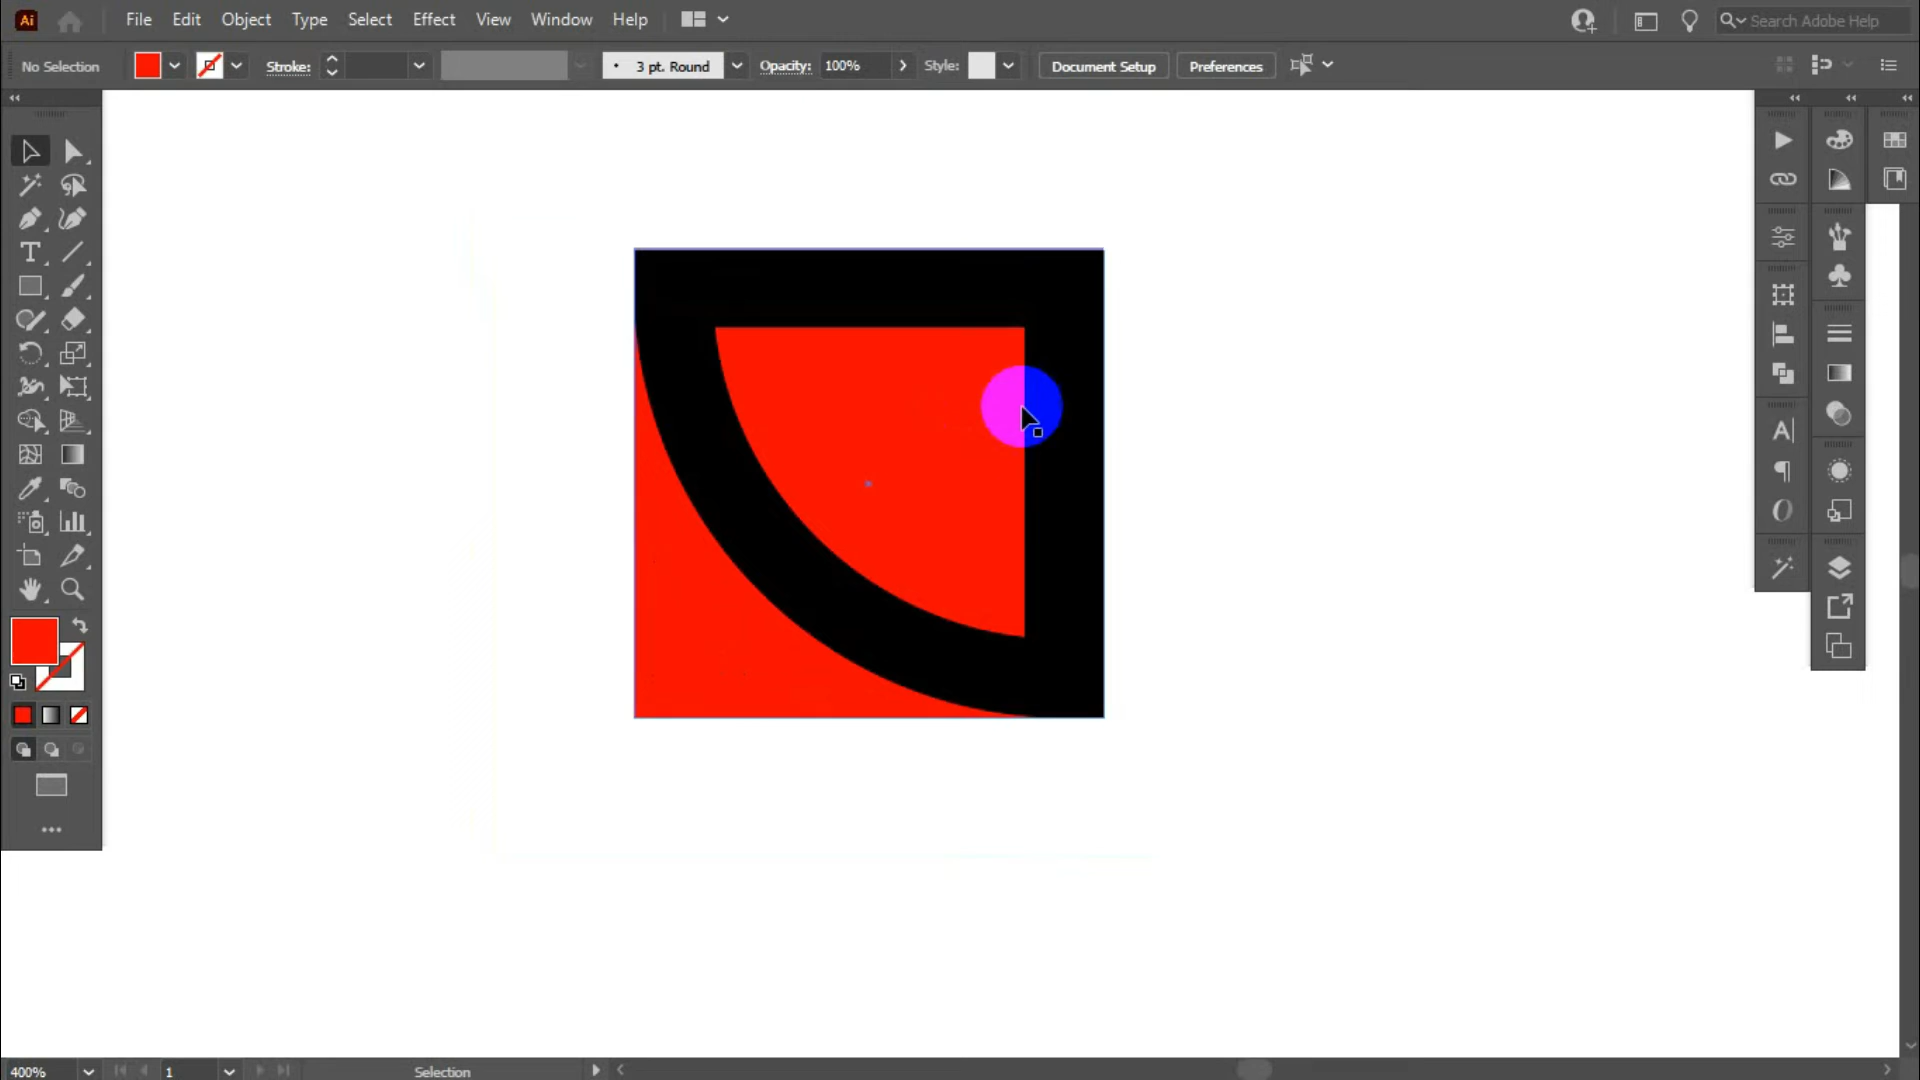 Ai File Edit Object Type Select Effect View Window Help Search Adobe Help
No Selection Stroke: 3 pt. Round Opacity: 100% Style: Document Setup Preferences
400% 1 Selection